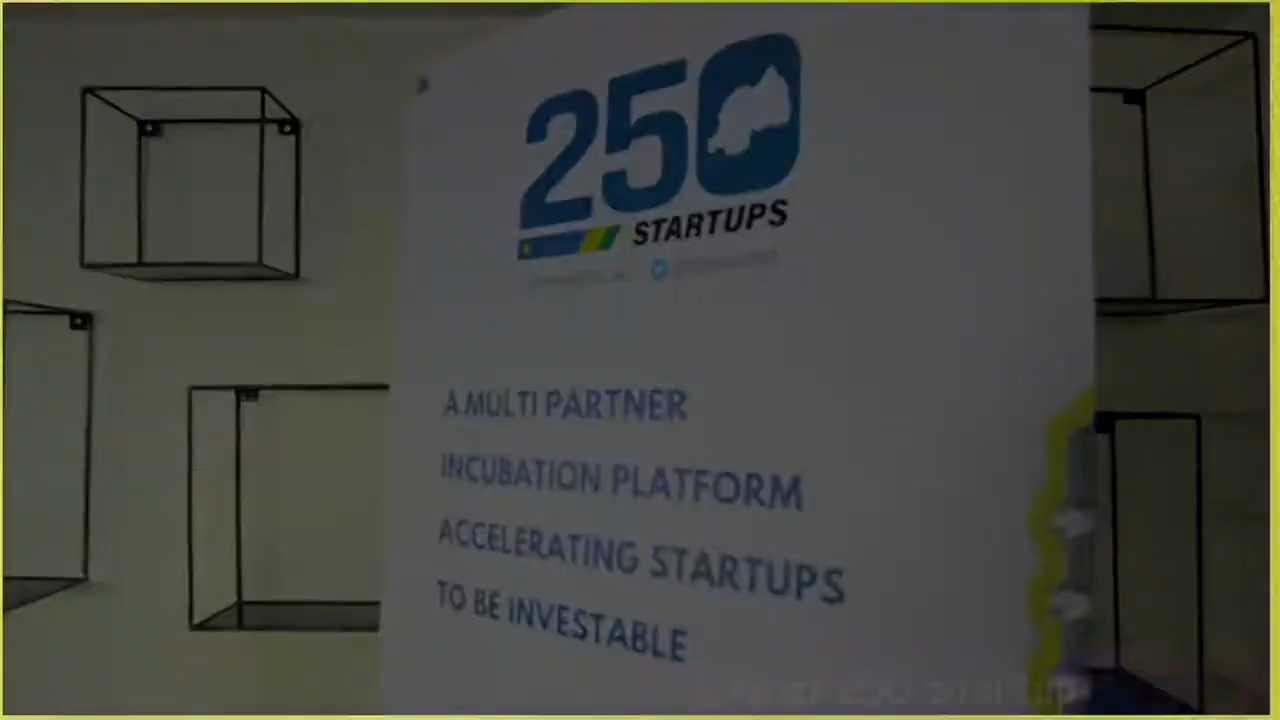 250
STARTUPS
A MULTI PARTNER
INCUBATION PLATFORM
ACCELERATING STARTUPS
TO BE INVESTABLE